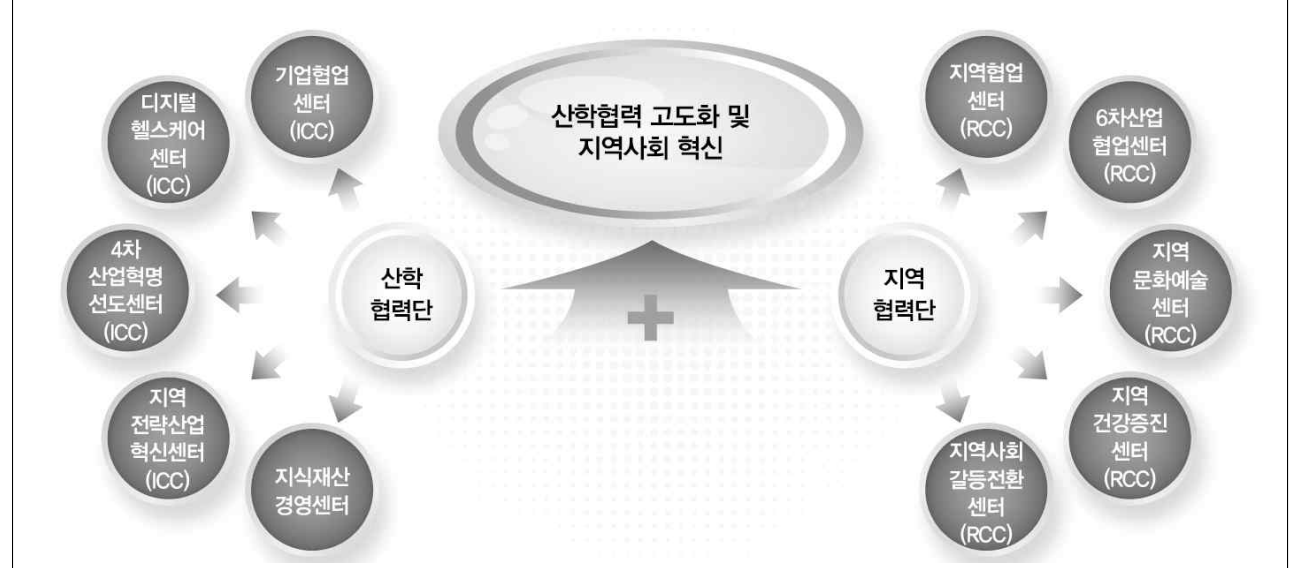 산학협력 고도화 및
지역사회 혁신
기업협업
센터
(ICC)
디지털
헬스케어
센터
(ICC)
4차
산업혁명
선도센터
(ICC)
지역
전략산업
혁신센터
(ICC)
지식재산
경영센터
산학
협력단
+
지역
협력단
지역협업
센터
(RCC)
6차산업
협업센터
(RCC)
지역
문화예술
센터
(RCC)
지역
건강증진
센터
(RCC)
지역사회
갈등전환
센터
(RCC)